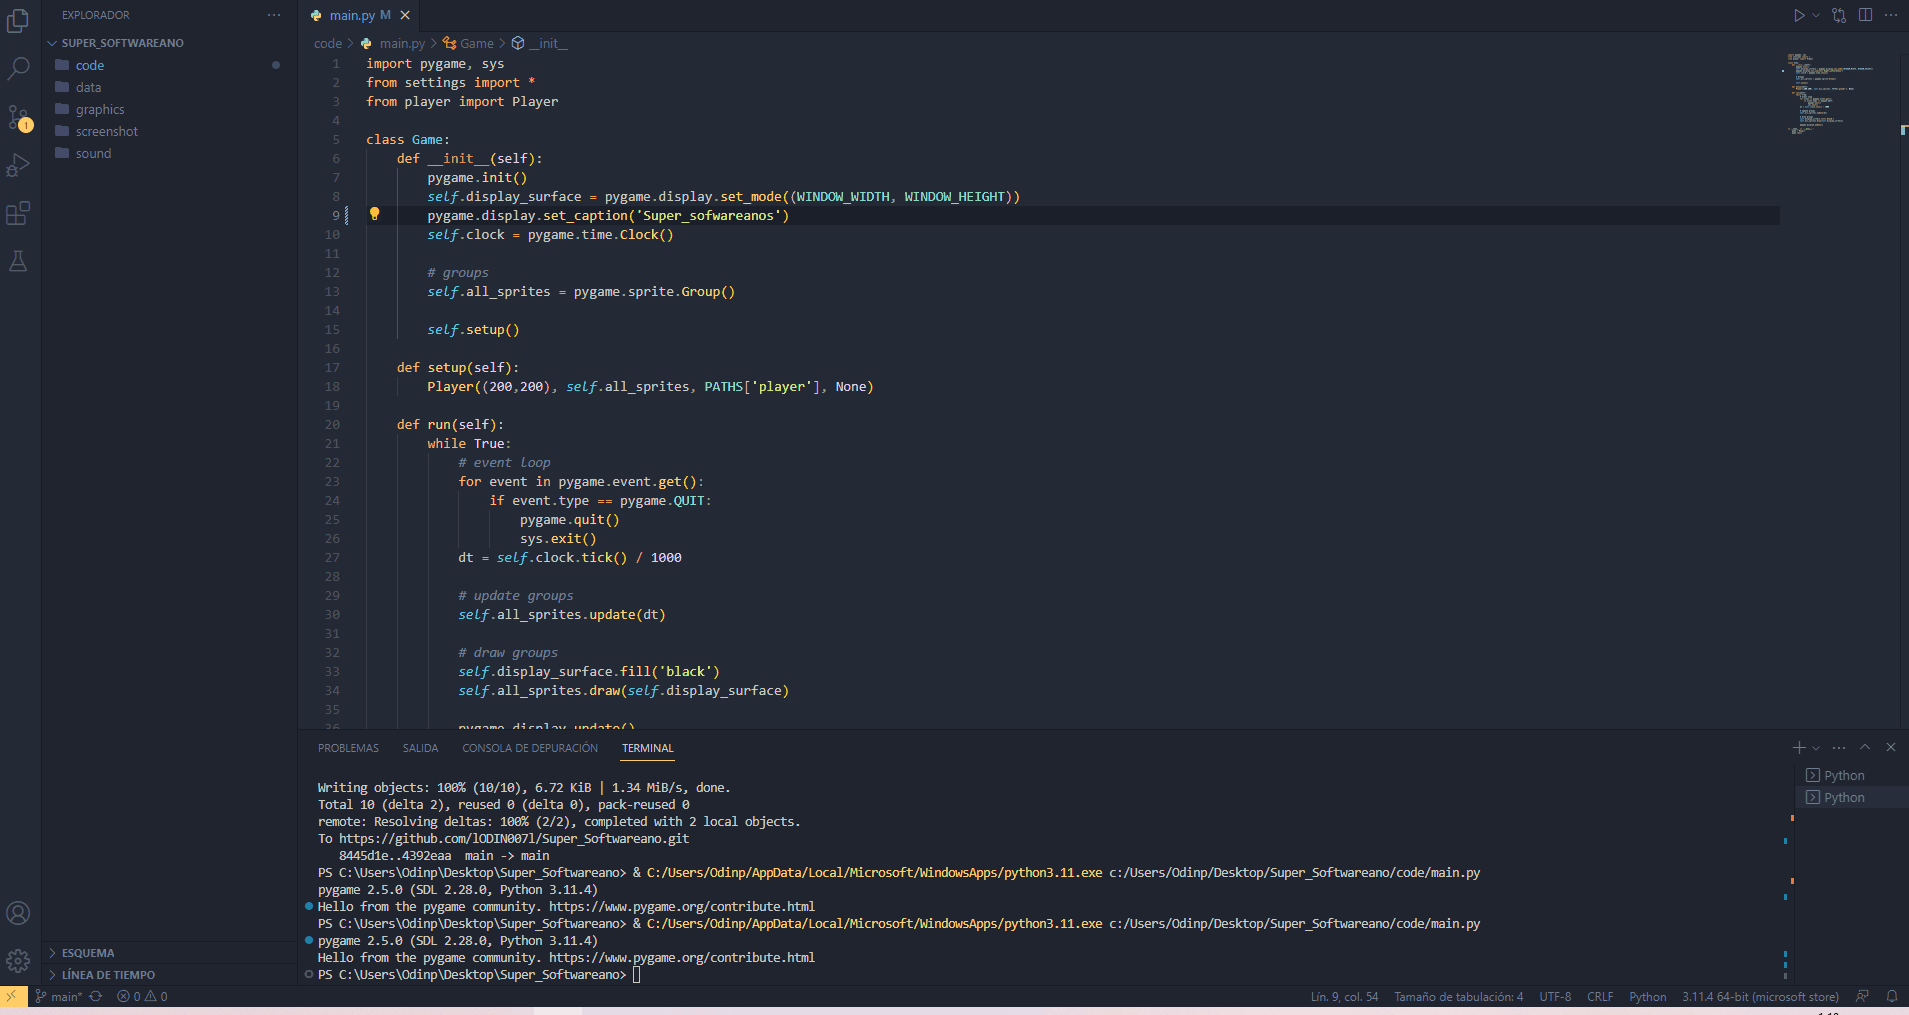 EXPLORADOR
SUPER_SOFTWAREANO
code
data
graphics
screenshot
sound
1
ESQUEMA
LÍNEA DE TIEMPO
main.py M
code > main.py > Game > __init__
1 import pygame, sys
2 from settings import *
3 from player import Player
4
5 class Game:
6 def __init__(self):
7 pygame.init()
8 self.display_surface = pygame.display.set_mode((WINDOW_WIDTH, WINDOW_HEIGHT))
9 pygame.display.set_caption('Super_sofwareanos')
10 self.clock = pygame.time.Clock()
11
12 # groups
13 self.all_sprites = pygame.sprite.Group()
14
15 self.setup()
16
17 def setup(self):
18 Player((200,200), self.all_sprites, PATHS['player'], None)
19
20 def run(self):
21 while True:
22 # event loop
23 for event in pygame.event.get():
24 if event.type == pygame.QUIT:
25 pygame.quit()
26 sys.exit()
27 dt = self.clock.tick() / 1000
28
29 # update groups
30 self.all_sprites.update(dt)
31
32 # draw groups
33 self.display_surface.fill('black')
34 self.all_sprites.draw(self.display_surface)
35
36 pygame.display.update()
PROBLEMAS SALIDA CONSOLA DE DEPURACIÓN TERMINAL
Writing objects: 100% (10/10), 6.72 KiB | 1.34 MiB/s, done.
Total 10 (delta 2), reused 0 (delta 0), pack-reused 0
remote: Resolving deltas: 100% (2/2), completed with 2 local objects.
To https://github.com/lODIN007l/Super_Softwareano.git
8445d1e..4392eaa main -> main
PS C:\Users\Odinp\Desktop\Super_Softwareano> & C:/Users/Odinp/AppData/Local/Microsoft/WindowsApps/python3.11.exe c:/Users/Odinp/Desktop/Super_Softwareano/code/main.py
pygame 2.5.0 (SDL 2.28.0, Python 3.11.4)
Hello from the pygame community. https://www.pygame.org/contribute.html
PS C:\Users\Odinp\Desktop\Super_Softwareano> & C:/Users/Odinp/AppData/Local/Microsoft/WindowsApps/python3.11.exe c:/Users/Odinp/Desktop/Super_Softwareano/code/main.py
pygame 2.5.0 (SDL 2.28.0, Python 3.11.4)
Hello from the pygame community. https://www.pygame.org/contribute.html
PS C:\Users\Odinp\Desktop\Super_Softwareano>
Python
Python
main* 0 0 Lín. 9, col. 54 Tamaño de tabulación: 4 UTF-8 CRLF Python 3.11.4 64-bit (microsoft store)